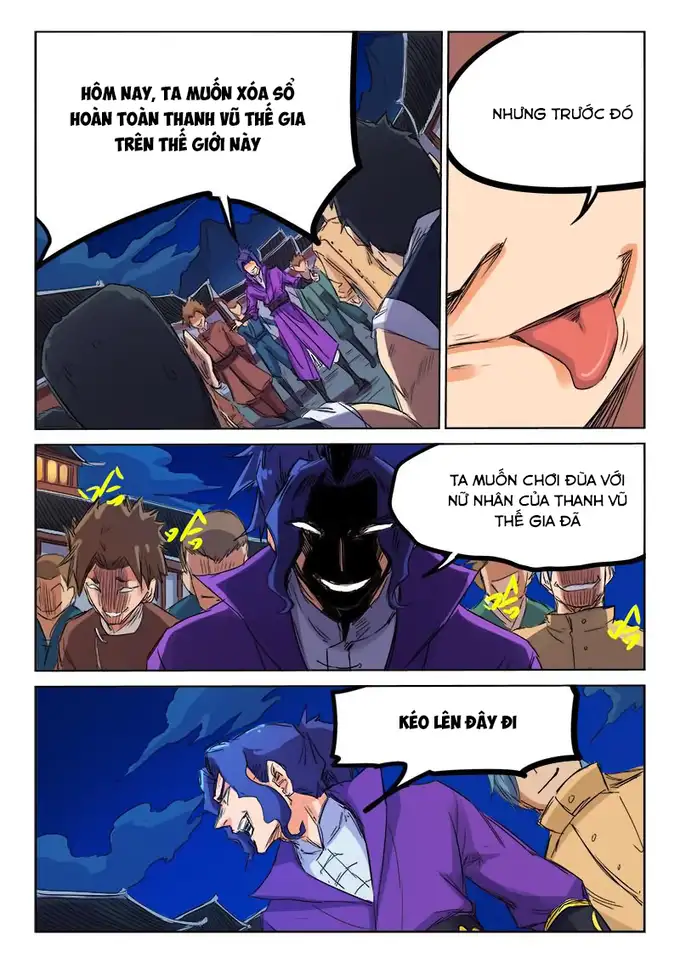 HÔM NAY, TA MUỐN XÓA SỔ
HOÀN TOÀN THANH VŨ THẾ GIA
TRÊN THẾ GIỚI NÀY
NHƯNG TRƯỚC ĐÓ
TA MUỐN CHƠI ĐÙA VỚI
NỮ NHÂN CỦA THANH VŨ
THẾ GIA ĐÃ
KÉO LÊN ĐÂY ĐI